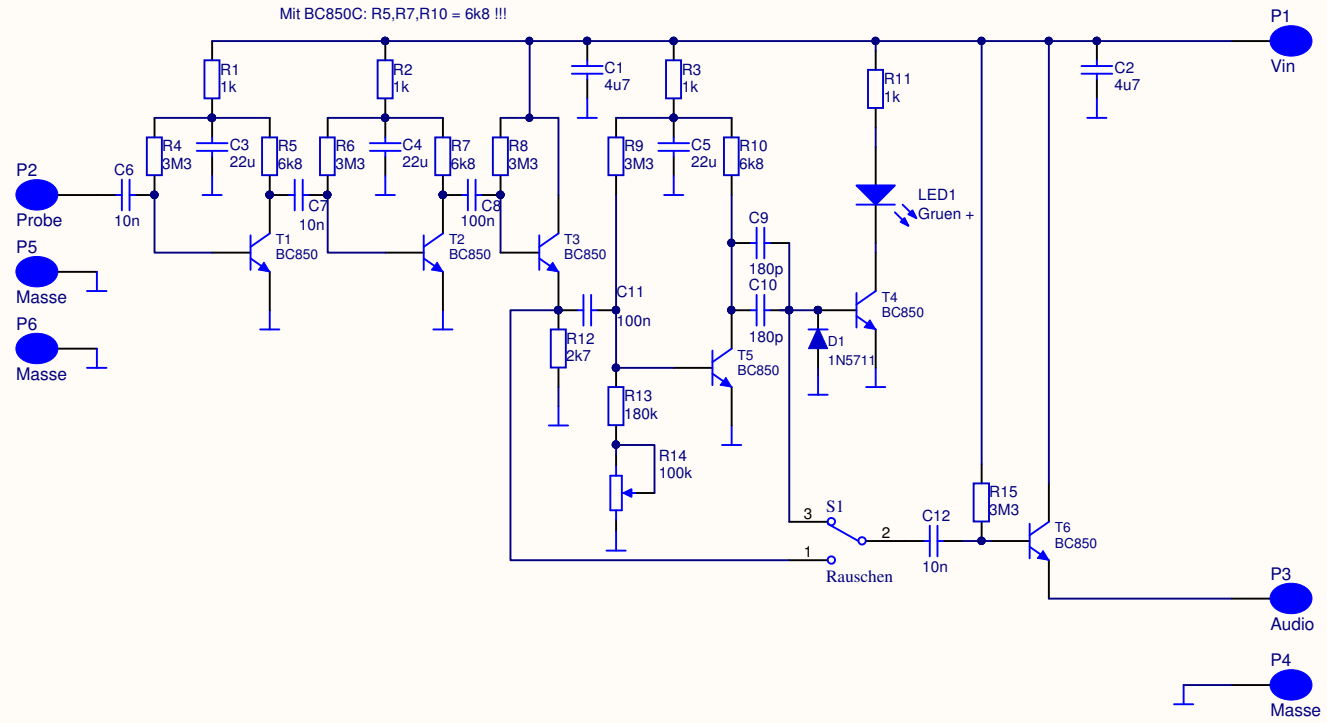 Mit BC850C: R5,R7,R10 = 6k8 !!!
P1
Vin
R1
1k
R2
1k
C1
4u7
R3
1k
R11
1k
C2
4u7
R4
3M3
C3
22u
R5
6k8
R6
3M3
C4
22u
R7
6k8
R8
3M3
R9
3M3
C5
22u
R10
6k8
P2
Probe
C6
10n
C7
10n
C8
100n
LED1
Gruen +
P5
Masse
T1
BC850
T2
BC850
T3
BC850
C9
180p
C10
180p
P6
Masse
C11
100n
R12
2k7
T4
BC850
D1
1N5711
T5
BC850
R13
180k
R14
100k
S1
3
2
1
Rauschen
C12
10n
R15
3M3
T6
BC850
P3
Audio
P4
Masse